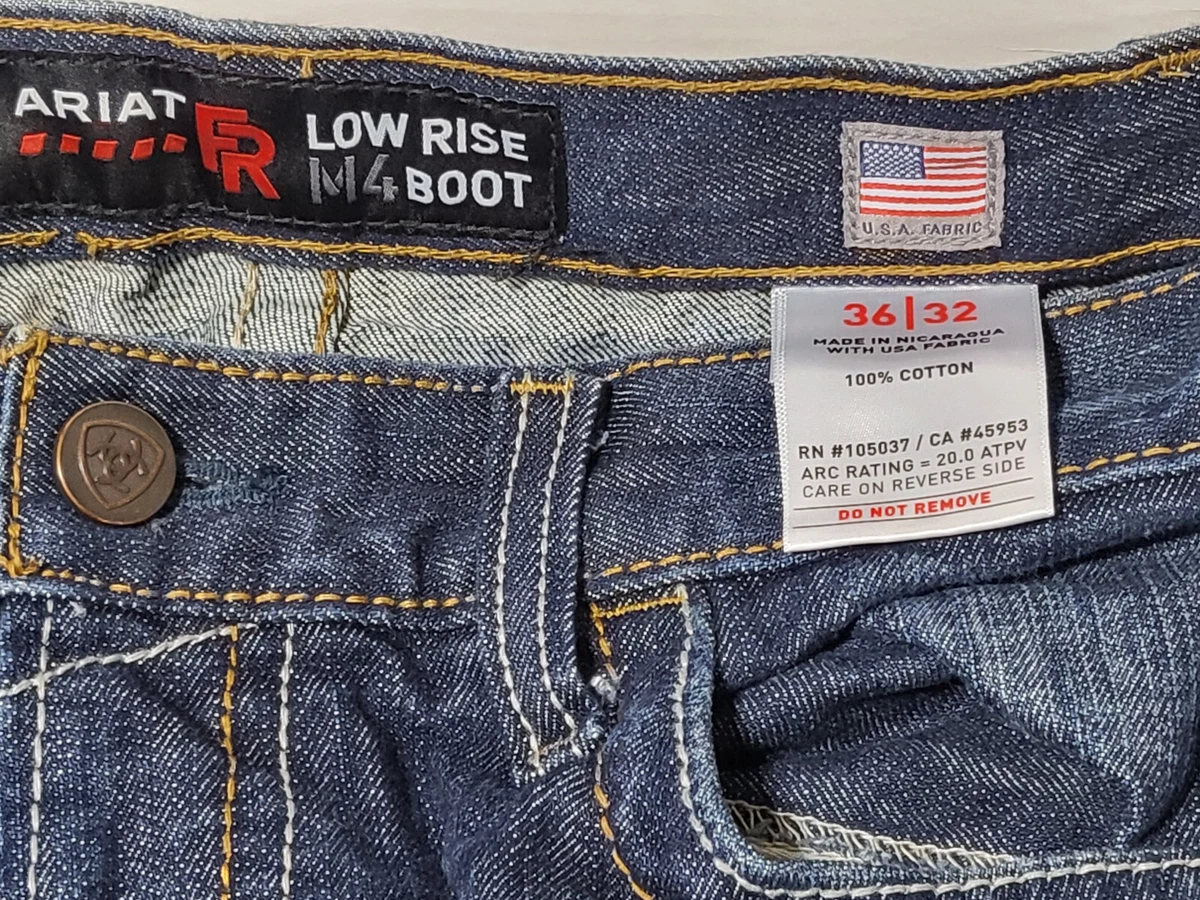 ARIAT FR LOW RISE
M4 BOOT
U.S.A. FABRIC
36|32
MADE IN NICARAGUA
WITH USA FABRIC
100% COTTON
RN #105037 / CA #45953
ARC RATING = 20.0 ATPV
CARE ON REVERSE SIDE
DO NOT REMOVE